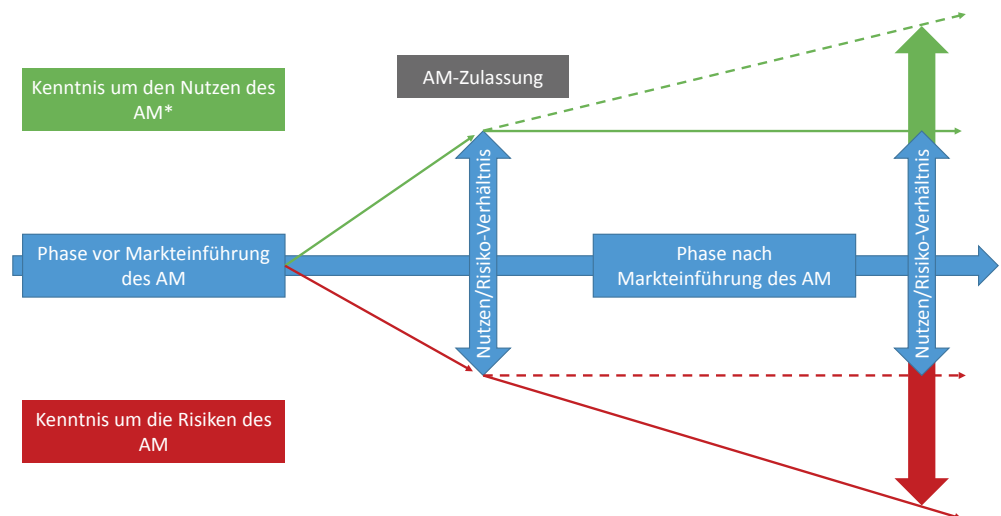 AM-Zulassung
Kenntnis um den Nutzen des
AM*
Nutzen/Risiko-Verhältnis
Nutzen/Risiko-Verhältnis
Phase vor Markteinführung
des AM
Phase nach
Markteinführung des AM
Kenntnis um die Risiken des
AM